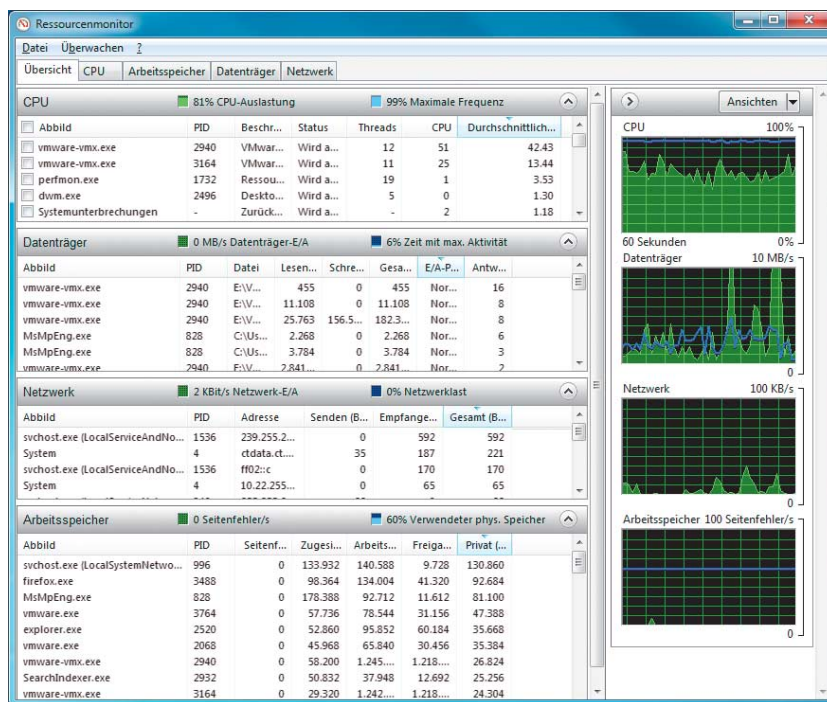 Ressourcenmonitor
Datei Überwachen ?
Übersicht CPU Arbeitsspeicher Datenträger Netzwerk
CPU 81% CPU-Auslastung 99% Maximale Frequenz
Abbild PID Beschr... Status Threads CPU Durchschnittlich...
vmware-vmx.exe 2940 VMwar... Wird a... 12 51 42.43
vmware-vmx.exe 3164 VMwar... Wird a... 11 25 13.44
perfmon.exe 1732 Ressou... Wird a... 19 1 3.53
dwm.exe 2496 Deskto... Wird a... 5 0 1.30
Systemunterbrechungen - Zurück... Wird a... - 2 1.18
Datenträger 0 MB/s Datenträger-E/A 6% Zeit mit max. Aktivität
Abbild PID Datei Lesen... Schre... Gesa... E/A-P... Antw...
vmware-vmx.exe 2940 E:\V... 455 0 455 Nor... 16
vmware-vmx.exe 2940 E:\V... 11.108 0 11.108 Nor... 8
vmware-vmx.exe 2940 E:\V... 25.763 156.5... 182.3... Nor... 8
MsMpEng.exe 828 C:\Us... 2.268 0 2.268 Nor... 6
MsMpEng.exe 828 C:\Us... 3.784 0 3.784 Nor... 3
vmware-vmx.exe 2940 E:\V... 2.841.... 0 2.841.... Nor... 2
Netzwerk 2 KBit/s Netzwerk-E/A 0% Netzwerklast
Abbild PID Adresse Senden (B... Empfange... Gesamt (B...
svchost.exe (LocalServiceAndNo... 1536 239.255.2... 0 592 592
System 4 ctdata.ct.... 35 187 221
svchost.exe (LocalServiceAndNo... 1536 ff02::c 0 170 170
System 4 10.22.255... 0 65 65
Arbeitsspeicher 0 Seitenfehler/s 60% Verwendeter phys. Speicher
Abbild PID Seitenf... Zugesi... Arbeits... Freiga... Privat (...
svchost.exe (LocalSystemNetwo... 996 0 133.932 140.588 9.728 130.860
firefox.exe 3488 0 98.364 134.004 41.320 92.684
MsMpEng.exe 828 0 178.388 92.712 11.612 81.100
vmware.exe 3764 0 57.736 78.544 31.156 47.388
explorer.exe 2520 0 52.860 95.852 60.184 35.668
vmware.exe 2068 0 45.968 65.840 30.456 35.384
vmware-vmx.exe 2940 0 58.200 1.245.... 1.218.... 26.824
SearchIndexer.exe 2932 0 50.832 37.948 12.692 25.256
vmware-vmx.exe 3164 0 29.320 1.242.... 1.218.... 24.304
Ansichten
CPU 100%
60 Sekunden 0%
Datenträger 10 MB/s
0
Netzwerk 100 KB/s
0
Arbeitsspeicher 100 Seitenfehler/s
0